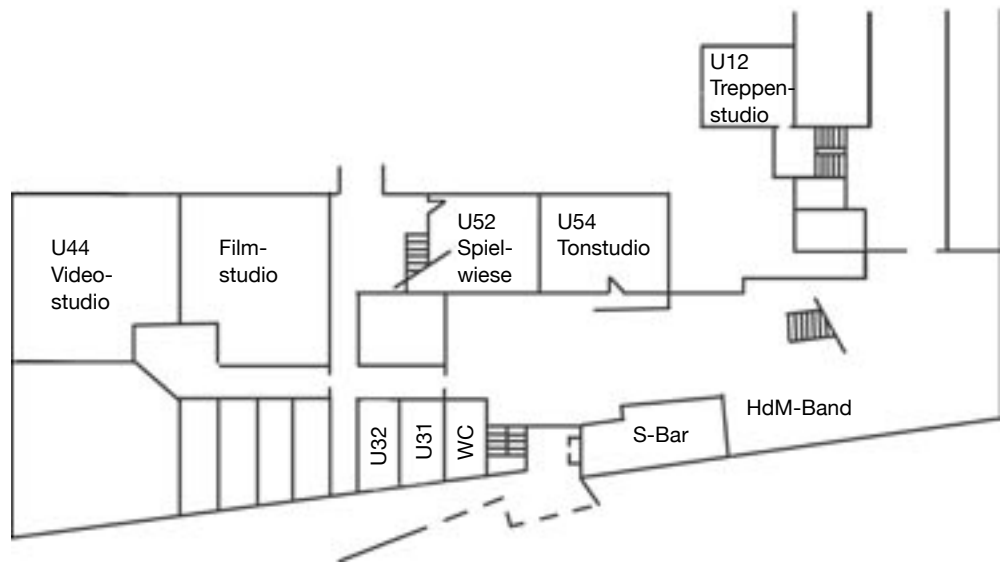 U12
Treppen-
studio
U44
Video-
studio
Film-
studio
U52
Spiel-
wiese
U54
Tonstudio
U32
U31
WC
S-Bar
HdM-Band